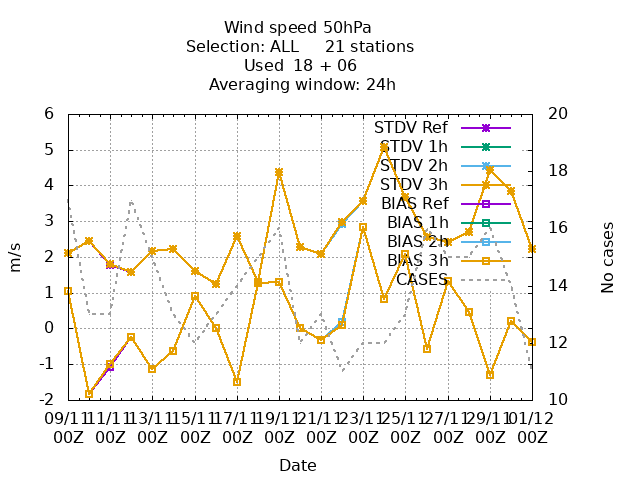 Wind speed 50hPa
Selection: ALL 21 stations
Used 18 + 06
Averaging window: 24h
6
5
4
3
2
1
0
-1
-2
m/s
20
18
16
14
12
10
No cases
STDV Ref
STDV 1h
STDV 2h
STDV 3h
BIAS Ref
BIAS 1h
BIAS 2h
BIAS 3h
CASES
09/11 11/11 13/11 15/11 17/11 19/11 21/11 23/11 25/11 27/11 29/11 01/12
00Z 00Z 00Z 00Z 00Z 00Z 00Z 00Z 00Z 00Z 00Z 00Z
Date